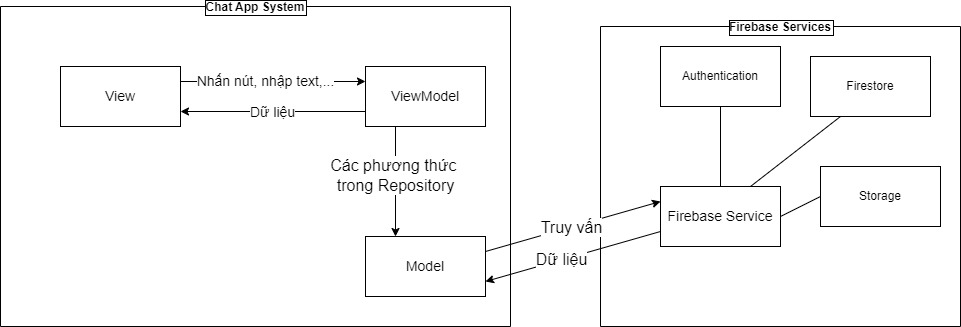 Chat App System
Firebase Services
View
Nhấn nút, nhập text,...
Dữ liệu
ViewModel
Các phương thức
trong Repository
Model
Truy vấn
Dữ liệu
Authentication
Firestore
Storage
Firebase Service